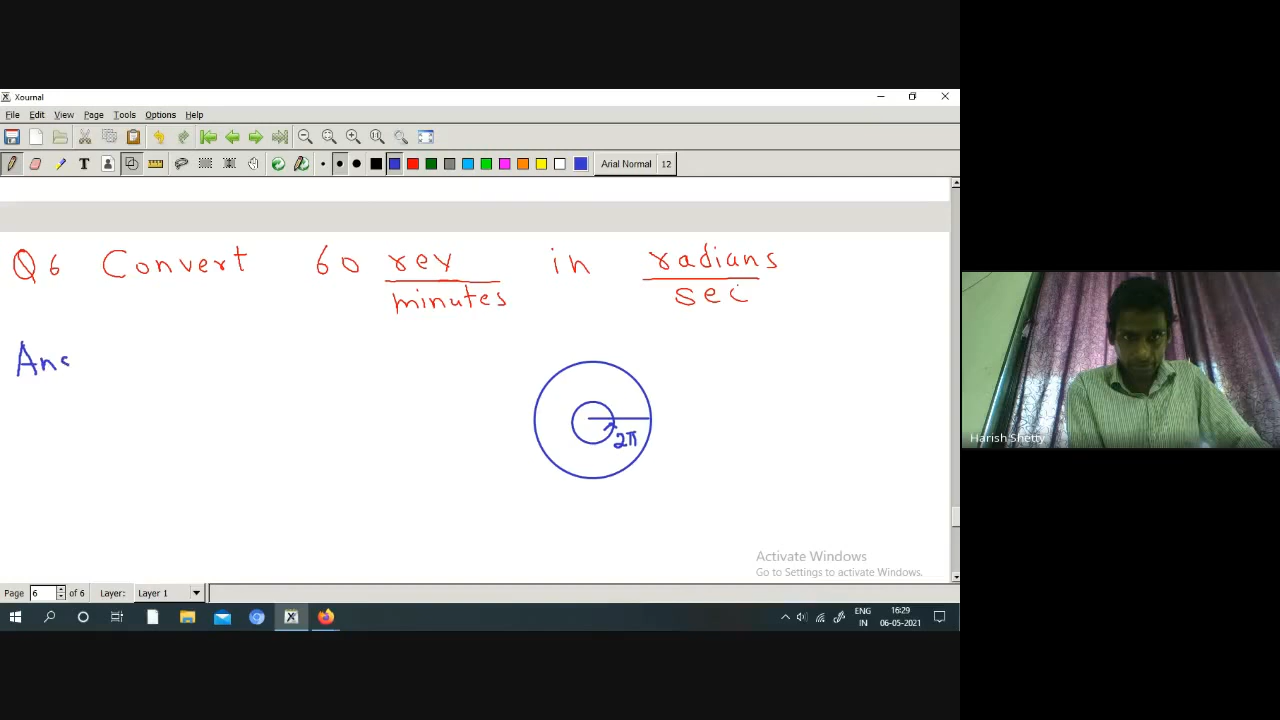 Xournal
File Edit View Page Tools Options Help
T Arial Normal 12
Q6 Convert 60 rev/minutes in radians/sec
Ans
2π
Harish Shetty
Activate Windows
Go to Settings to activate Windows.
Page 6 of 6 Layer: Layer 1
ENG 16:29
IN 06-05-2021